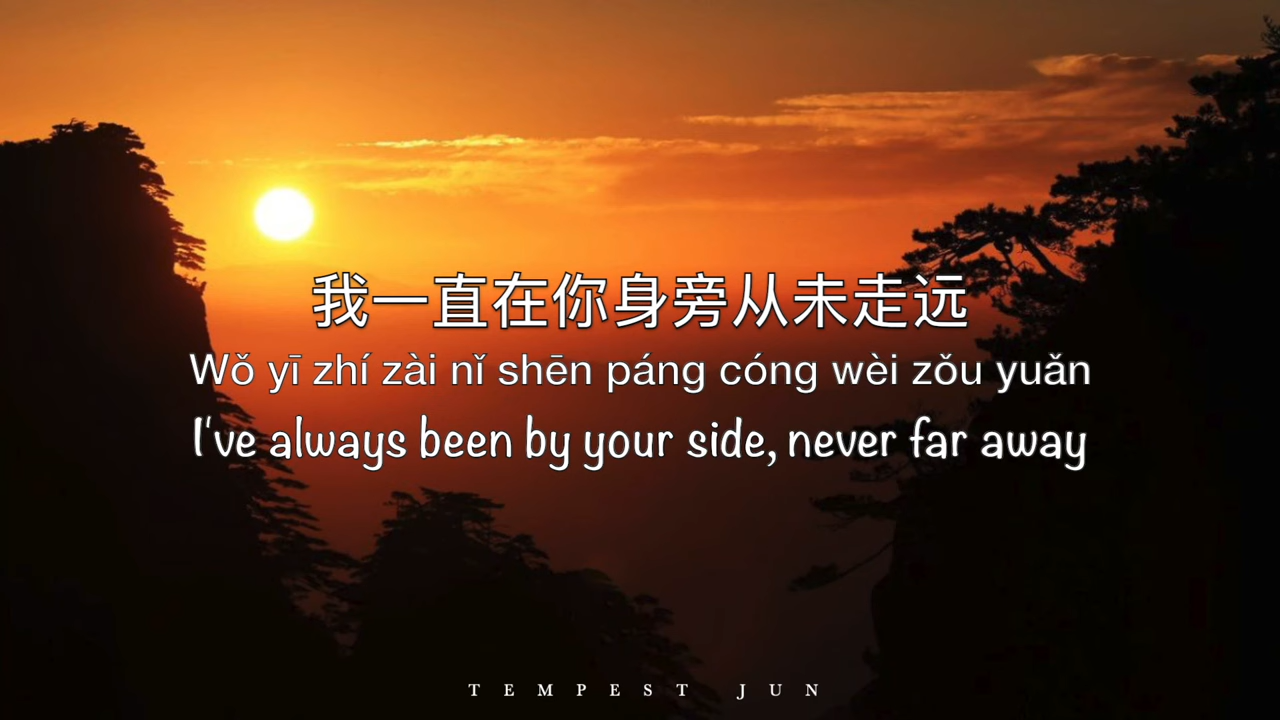 我一直在你身旁从未走远
Wǒ yī zhí zài nǐ shēn páng cóng wèi zǒu yuǎn
I've always been by your side, never far away
TEMPEST JUN